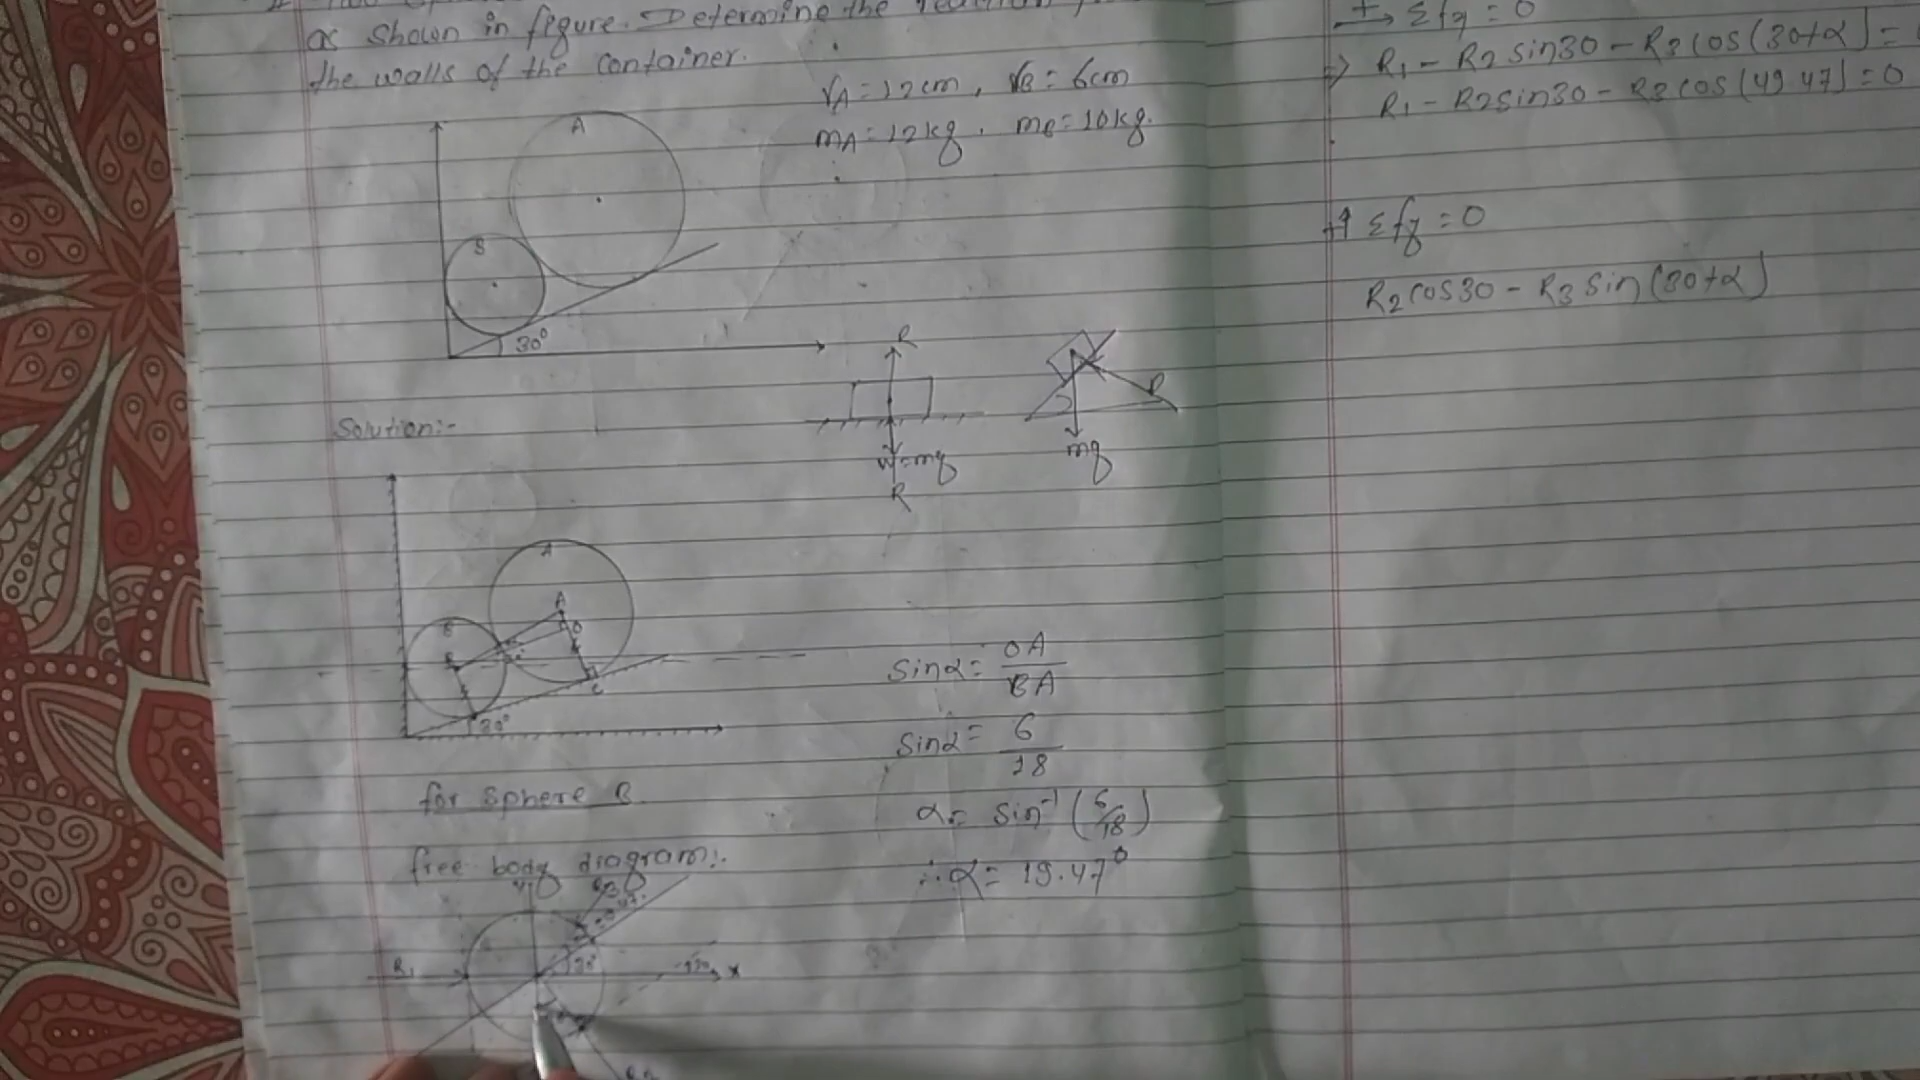 as shown in figure. Determine the
the walls of the container.
rA = 12cm, rB = 6cm
mA = 12kg, mB = 10kg.
A
B
30°
R
R
W=mg
R
mg
Solution:-
A
A
B
O
B
C
30°
sinα = OA/BA
sinα = 6/18
α = sin⁻¹(6/18)
∴ α = 19.47°
for sphere B
free body diagram:.
R1
30°
x
→+ Σfx = 0
⇒ R1 - R2 sin30 - R3 cos(30+α) =
R1 - R2 sin30 - R3 cos(49.47) = 0
+↑ Σfy = 0
R2 cos30 - R3 sin(30+α)